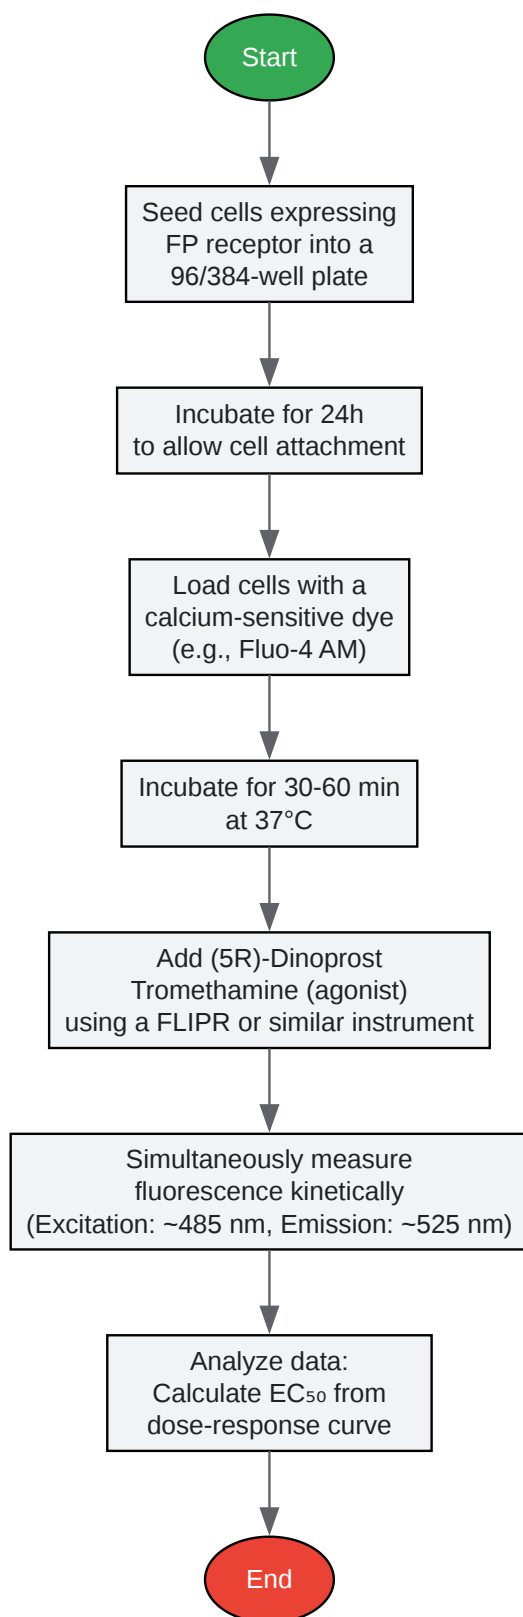 Start
Seed cells expressing
FP receptor into a
96/384-well plate
Incubate for 24h
to allow cell attachment
Load cells with a
calcium-sensitive dye
(e.g., Fluo-4 AM)
Incubate for 30-60 min
at 37°C
Add (5R)-Dinoprost
Tromethamine (agonist)
using a FLIPR or similar instrument
Simultaneously measure
fluorescence kinetically
(Excitation: ~485 nm, Emission: ~525 nm)
Analyze data:
Calculate EC₅₀ from
dose-response curve
End